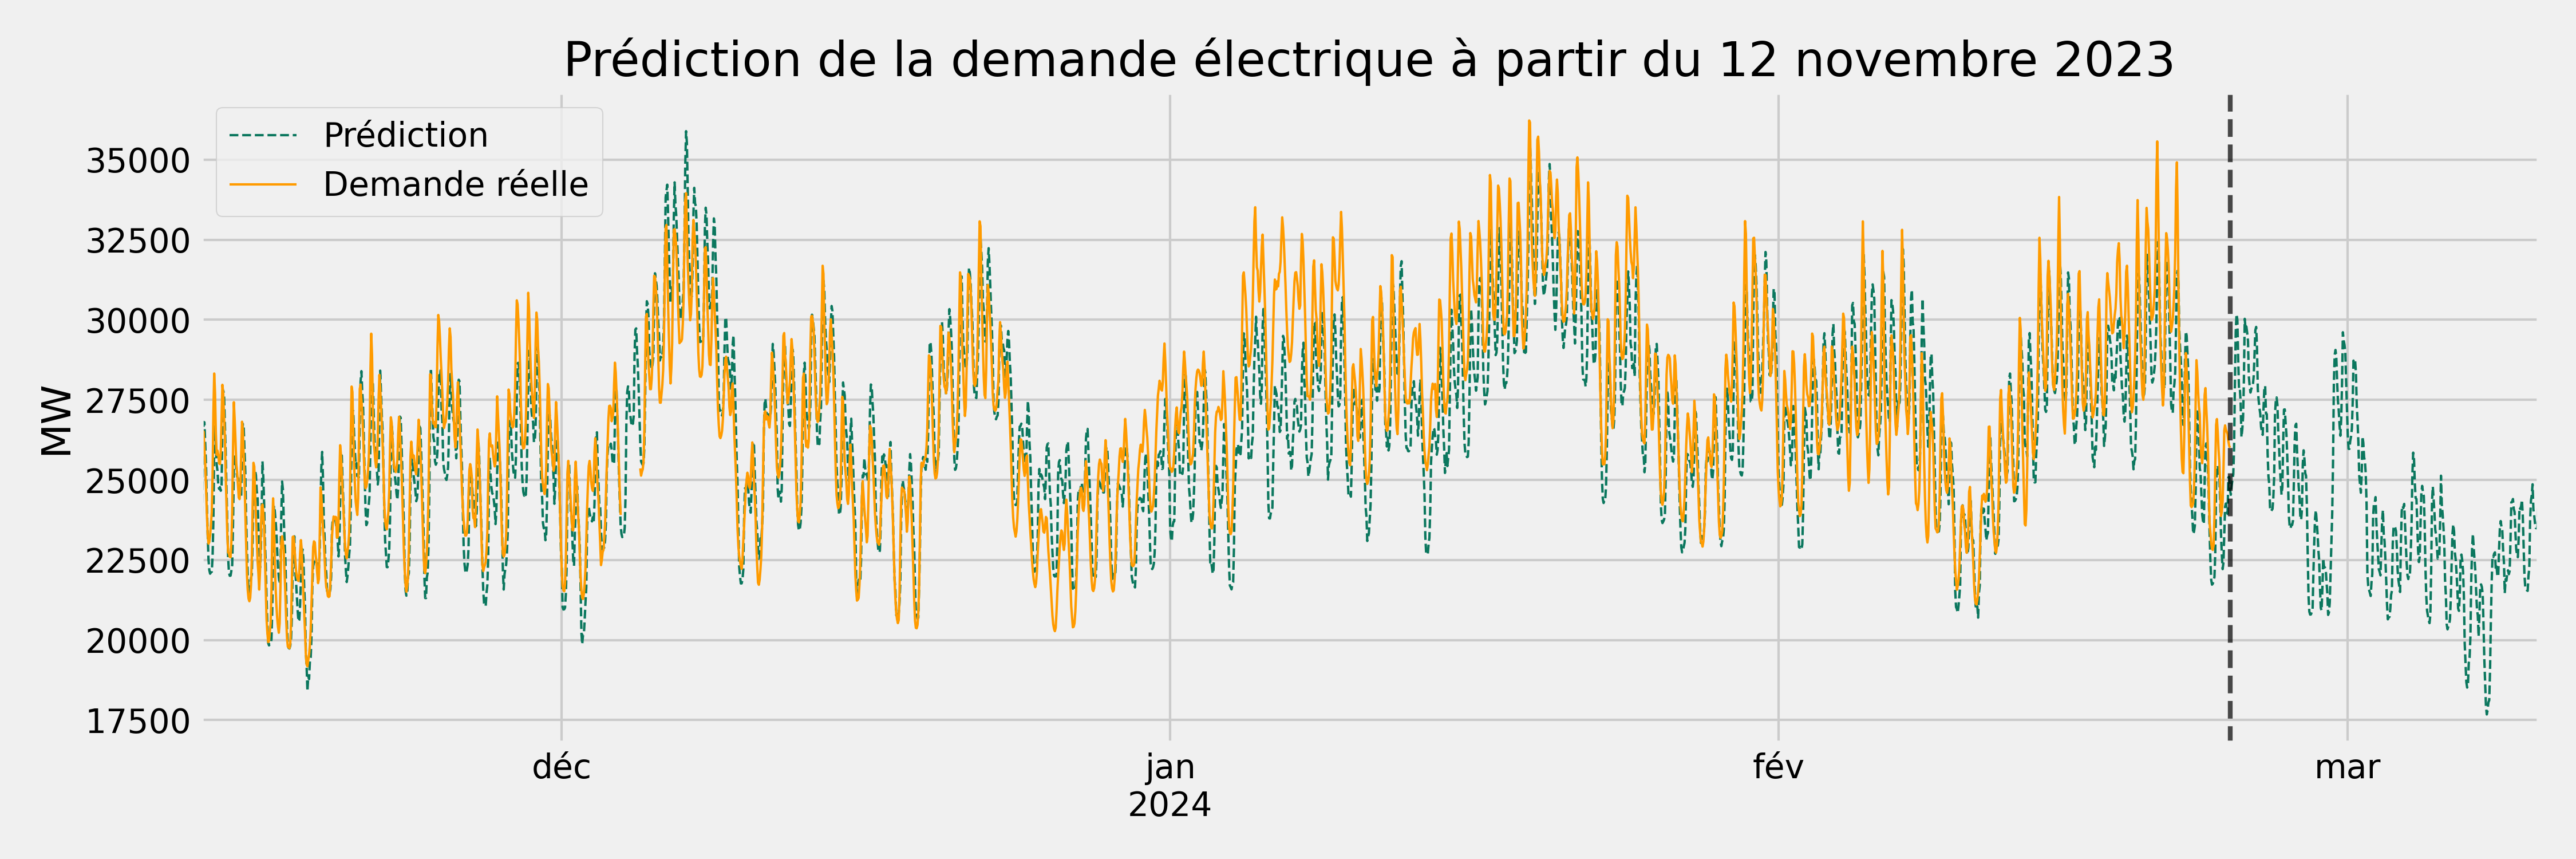 Prédiction de la demande électrique à partir du 12 novembre 2023
Prédiction
Demande réelle
MW
35000
32500
30000
27500
25000
22500
20000
17500
déc
jan
2024
fév
mar